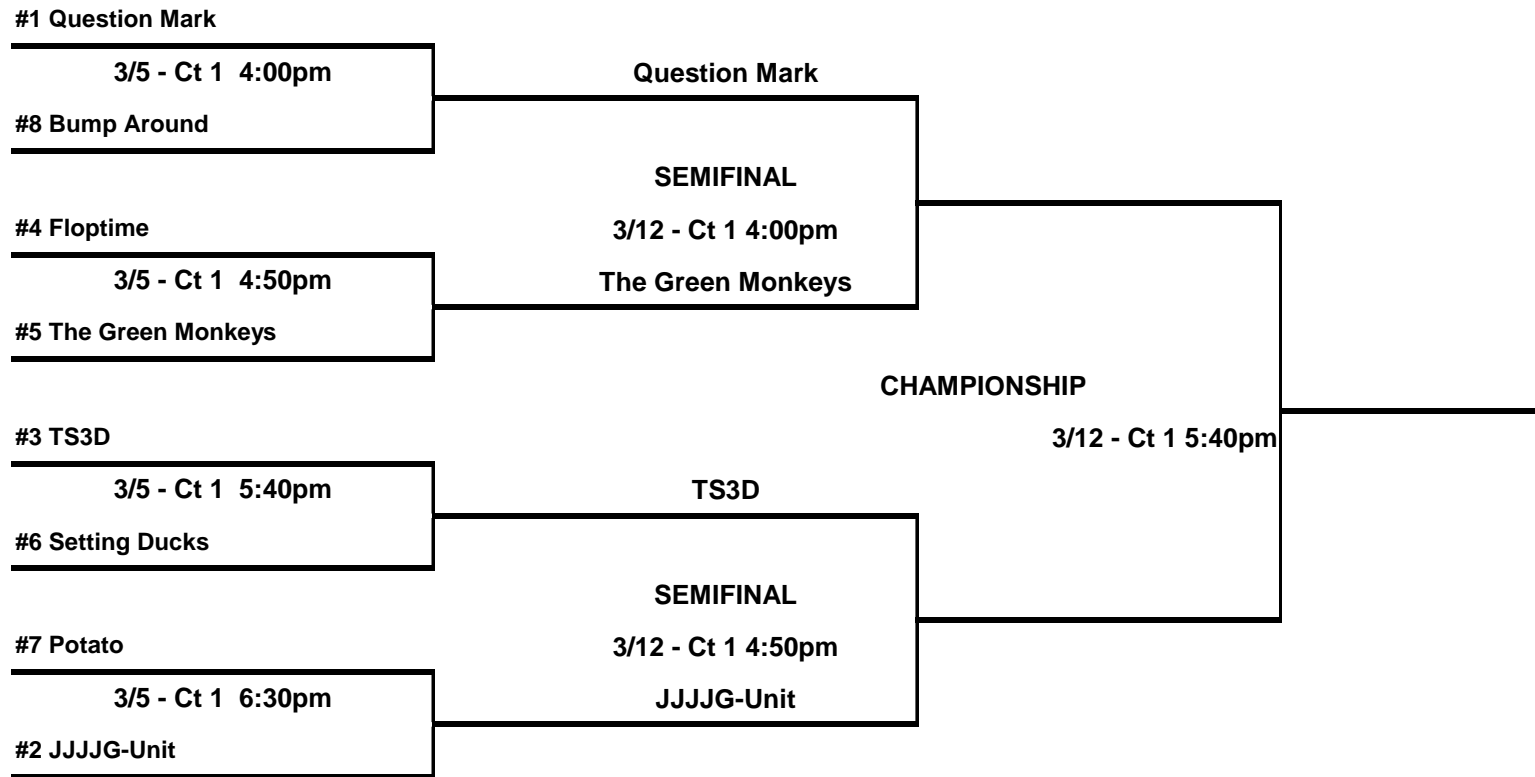 #1 Question Mark
3/5 - Ct 1  4:00pm
Question Mark
#8 Bump Around
SEMIFINAL
#4 Floptime
3/12 - Ct 1 4:00pm
3/5 - Ct 1  4:50pm
The Green Monkeys
#5 The Green Monkeys
CHAMPIONSHIP
#3 TS3D
3/12 - Ct 1 5:40pm
3/5 - Ct 1  5:40pm
TS3D
#6 Setting Ducks
SEMIFINAL
#7 Potato
3/12 - Ct 1 4:50pm
3/5 - Ct 1  6:30pm
JJJJG-Unit
#2 JJJJG-Unit